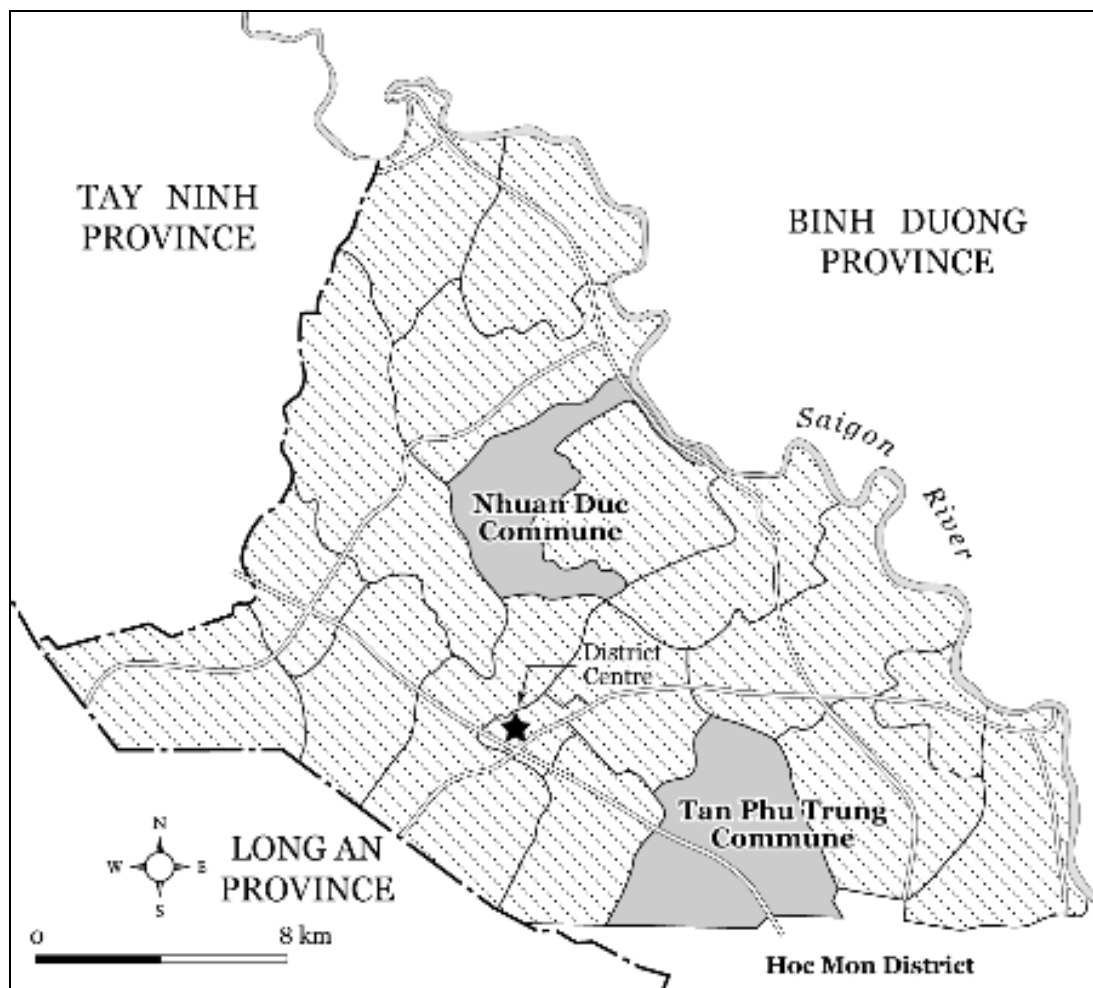 TAY NINH
PROVINCE
BINH DUONG
PROVINCE
Saigon
River
Nhuan Duc
Commune
District
Centre
Tan Phu Trung
Commune
N
W E
S
LONG AN
PROVINCE
0 8 km
Hoc Mon District